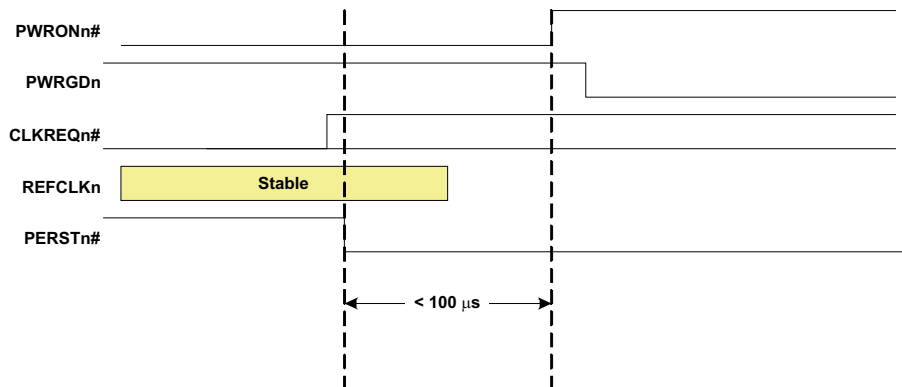 PWRONn#
PWRGDn
CLKREQn#
REFCLKn
Stable
PERSTn#
< 100 μs